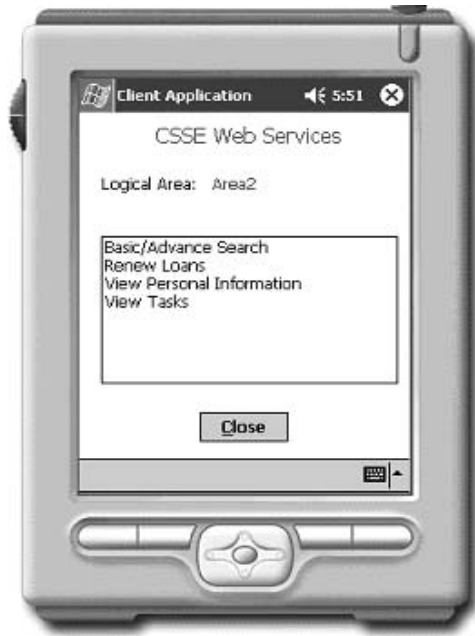 Client Application 5:51
CSSE Web Services
Logical Area: Area2
Basic/Advance Search
Renew Loans
View Personal Information
View Tasks
Close